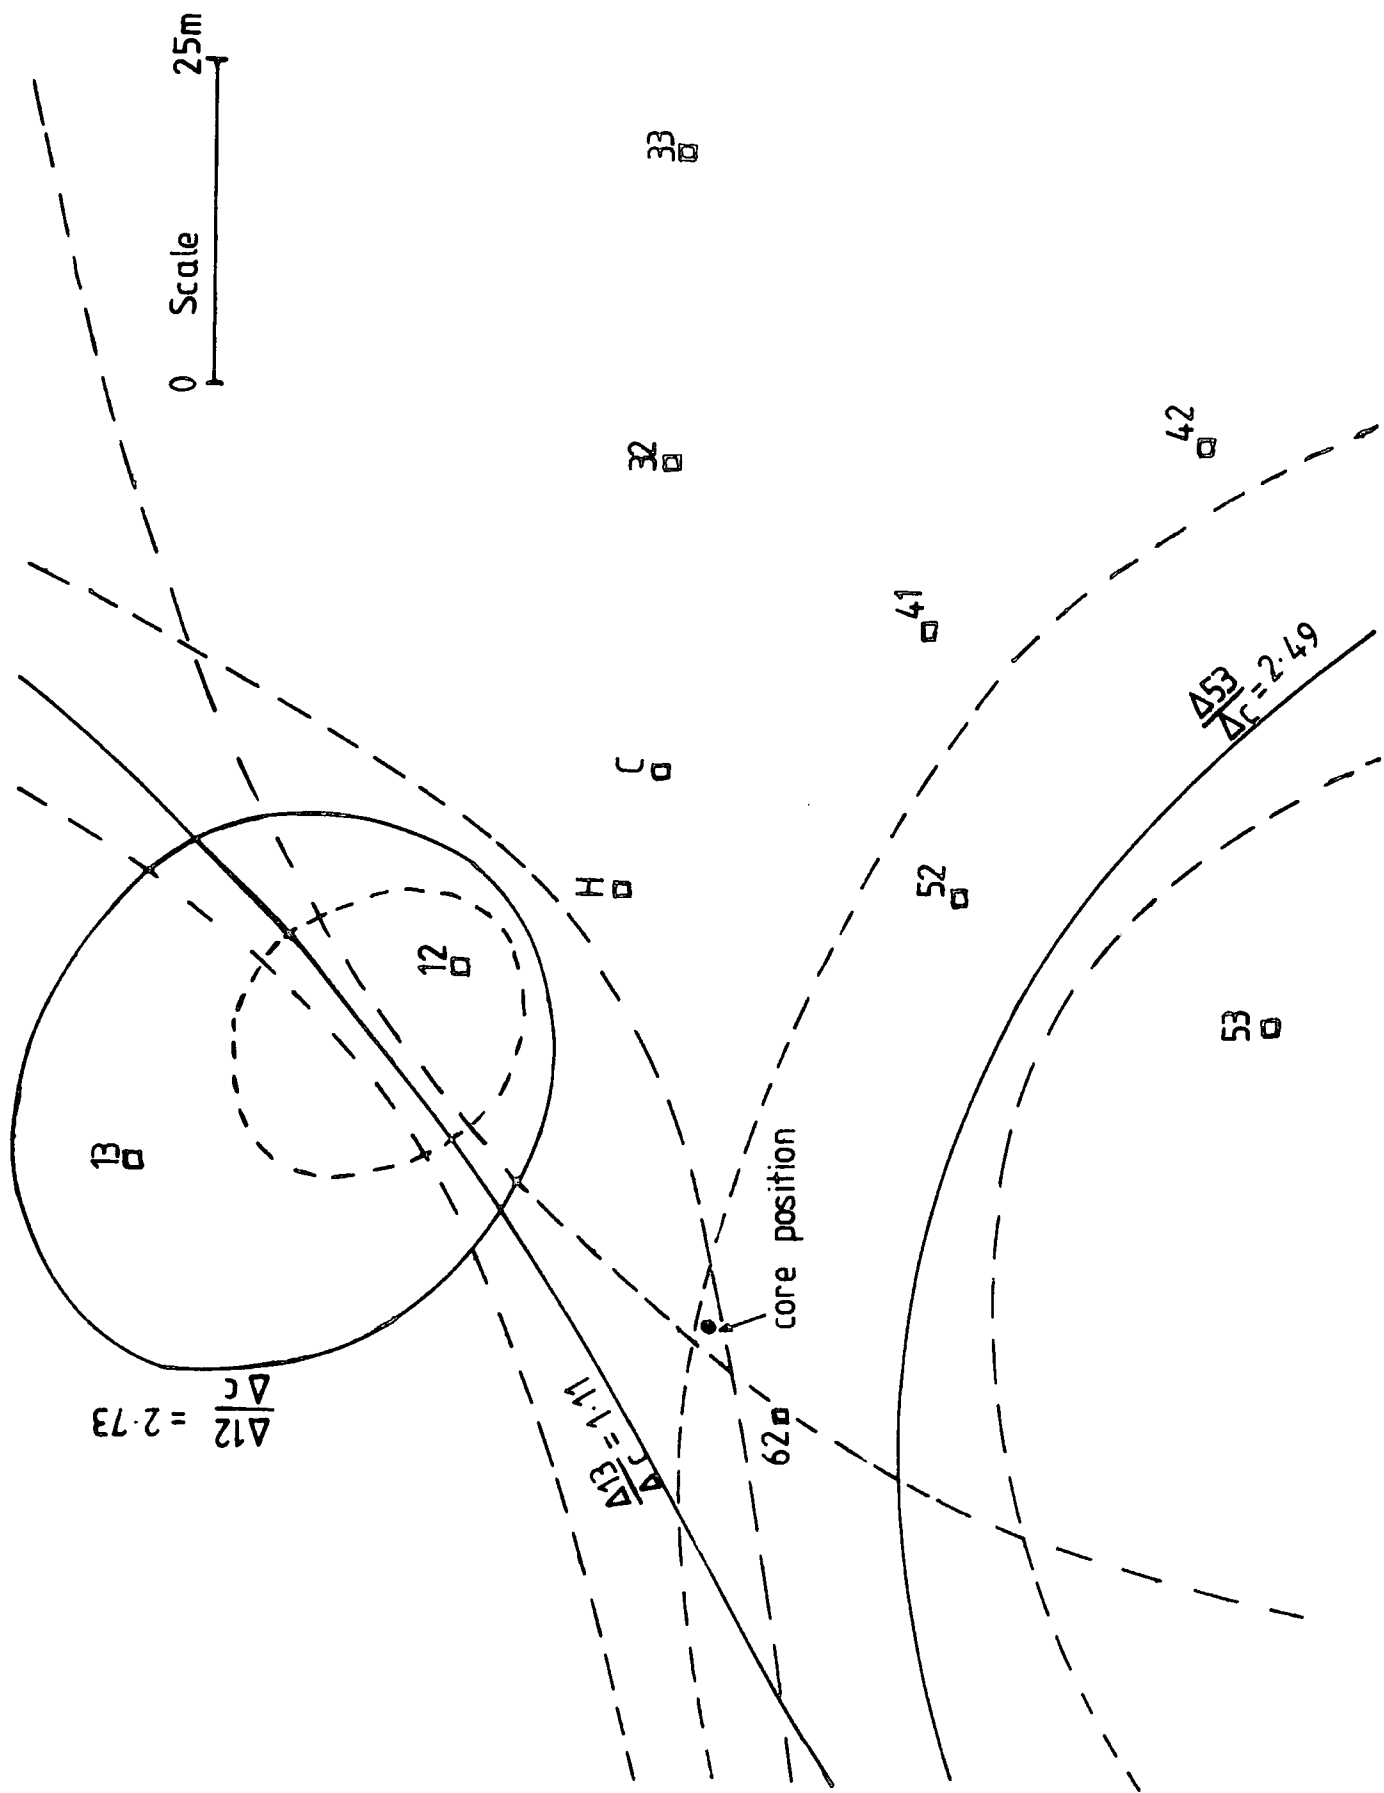 0 Scale 25m
33
32
42
41
C
H
52
12
13
53
62
core position
Δ12/Δc = 2·73
Δ13/Δc = 1·11
Δ53/Δc = 2·49